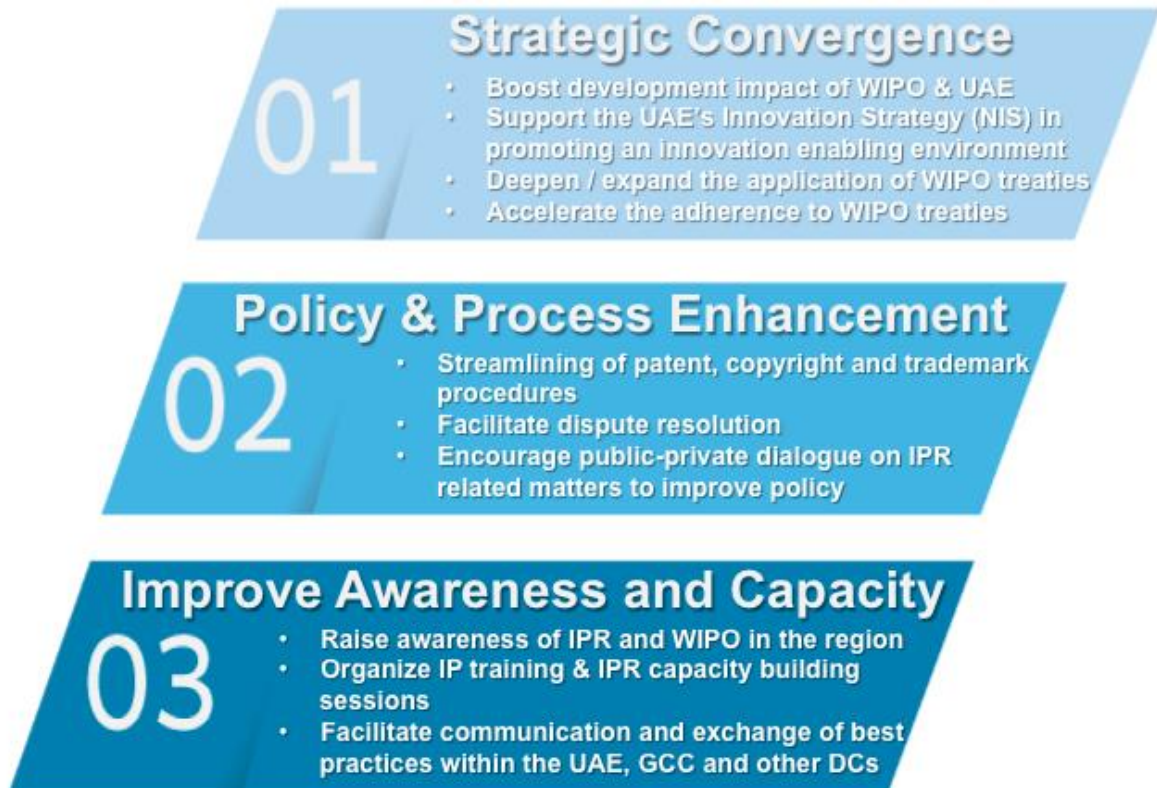 Strategic Convergence
01
• Boost development impact of WIPO & UAE
• Support the UAE's Innovation Strategy (NIS) in
promoting an innovation enabling environment
• Deepen / expand the application of WIPO treaties
• Accelerate the adherence to WIPO treaties
Policy & Process Enhancement
02
• Streamlining of patent, copyright and trademark
procedures
• Facilitate dispute resolution
• Encourage public-private dialogue on IPR
related matters to improve policy
Improve Awareness and Capacity
03
• Raise awareness of IPR and WIPO in the region
• Organize IP training & IPR capacity building
sessions
• Facilitate communication and exchange of best
practices within the UAE, GCC and other DCs